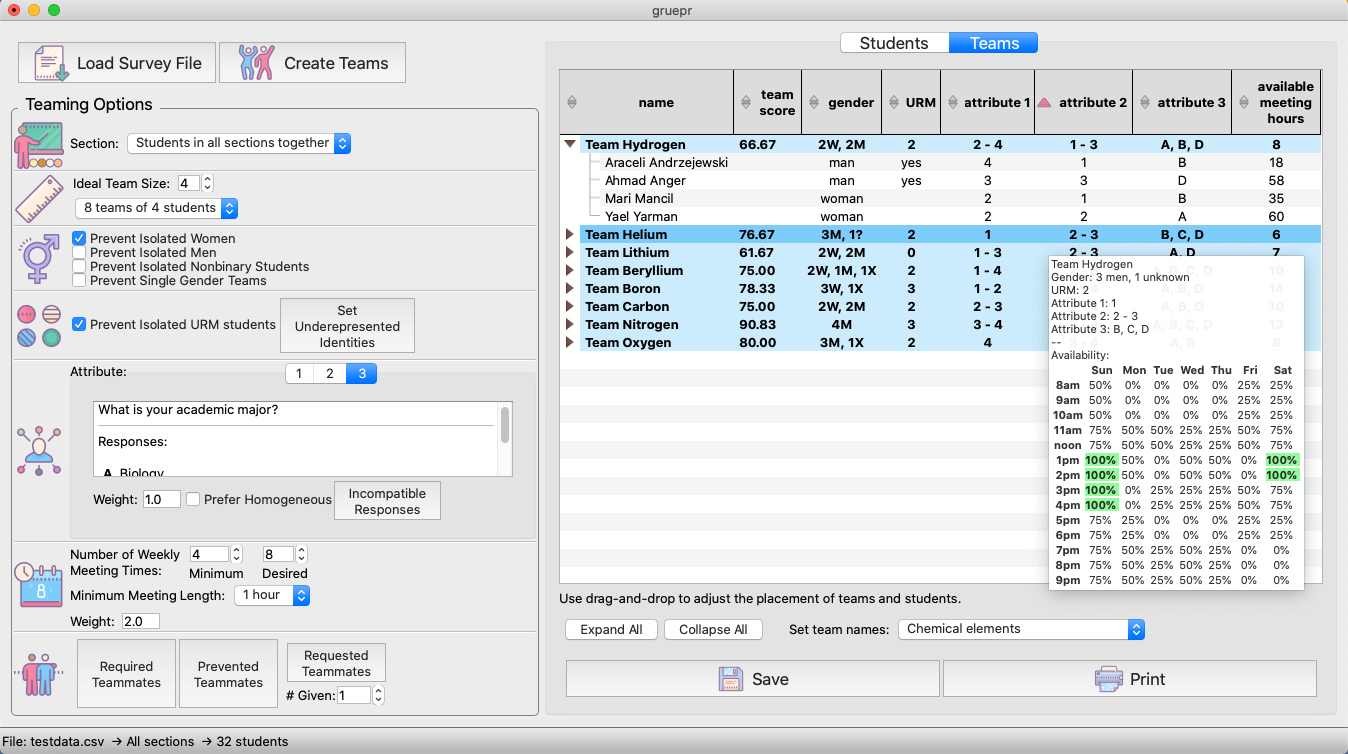 gruepr
Load Survey File
Create Teams
Teaming Options
Section: Students in all sections together
Ideal Team Size: 4
8 teams of 4 students
Prevent Isolated Women
Prevent Isolated Men
Prevent Isolated Nonbinary Students
Prevent Single Gender Teams
Prevent Isolated URM students
Set
Underrepresented
Identities
Attribute:
1 2 3
What is your academic major?
Responses:
A. Biology
Weight: 1.0
Prefer Homogeneous
Incompatible
Responses
Number of Weekly
Meeting Times:
4 8
Minimum Desired
Minimum Meeting Length: 1 hour
Weight: 2.0
Required
Teammates
Prevented
Teammates
Requested
Teammates
# Given: 1
Students Teams
name team score gender URM attribute 1 attribute 2 attribute 3 available meeting hours
Team Hydrogen 66.67 2W, 2M 2 2 - 4 1 - 3 A, B, D 8
Araceli Andrzejewski man yes 4 1 B 18
Ahmad Anger man yes 3 3 D 58
Mari Mancil woman 2 1 B 35
Yael Yarman woman 2 2 A 60
Team Helium 76.67 3M, 1? 2 1 2 - 3 B, C, D 6
Team Lithium 61.67 2W, 2M 0 1 - 3 2 - 3 A, D 7
Team Beryllium 75.00 2W, 1M, 1X 2 1 - 4 10
Team Boron 78.33 3W, 1X 3 1 - 2 14
Team Carbon 75.00 2W, 2M 2 2 - 3 10
Team Nitrogen 90.83 4M 3 3 - 4 A, B, C, D 13
Team Oxygen 80.00 3M, 1X 2 4 3 - 4 A, B 8
Team Hydrogen
Gender: 3 men, 1 unknown
URM: 2
Attribute 1: 1
Attribute 2: 2 - 3
Attribute 3: B, C, D
--
Availability:
Sun Mon Tue Wed Thu Fri Sat
8am 50% 0% 0% 0% 0% 25% 25%
9am 50% 0% 0% 0% 0% 25% 25%
10am 50% 0% 0% 0% 0% 25% 25%
11am 75% 50% 50% 25% 25% 50% 75%
noon 75% 50% 50% 25% 25% 50% 75%
1pm 100% 50% 0% 50% 50% 0% 100%
2pm 100% 50% 0% 50% 50% 0% 100%
3pm 100% 0% 25% 25% 25% 50% 75%
4pm 100% 0% 25% 25% 25% 50% 75%
5pm 75% 25% 0% 0% 0% 25% 25%
6pm 75% 25% 0% 0% 0% 25% 25%
7pm 75% 50% 25% 50% 25% 0% 0%
8pm 75% 50% 25% 50% 25% 0% 0%
9pm 75% 50% 25% 50% 25% 0% 0%
Use drag-and-drop to adjust the placement of teams and students.
Expand All
Collapse All
Set team names: Chemical elements
Save
Print
File: testdata.csv → All sections → 32 students